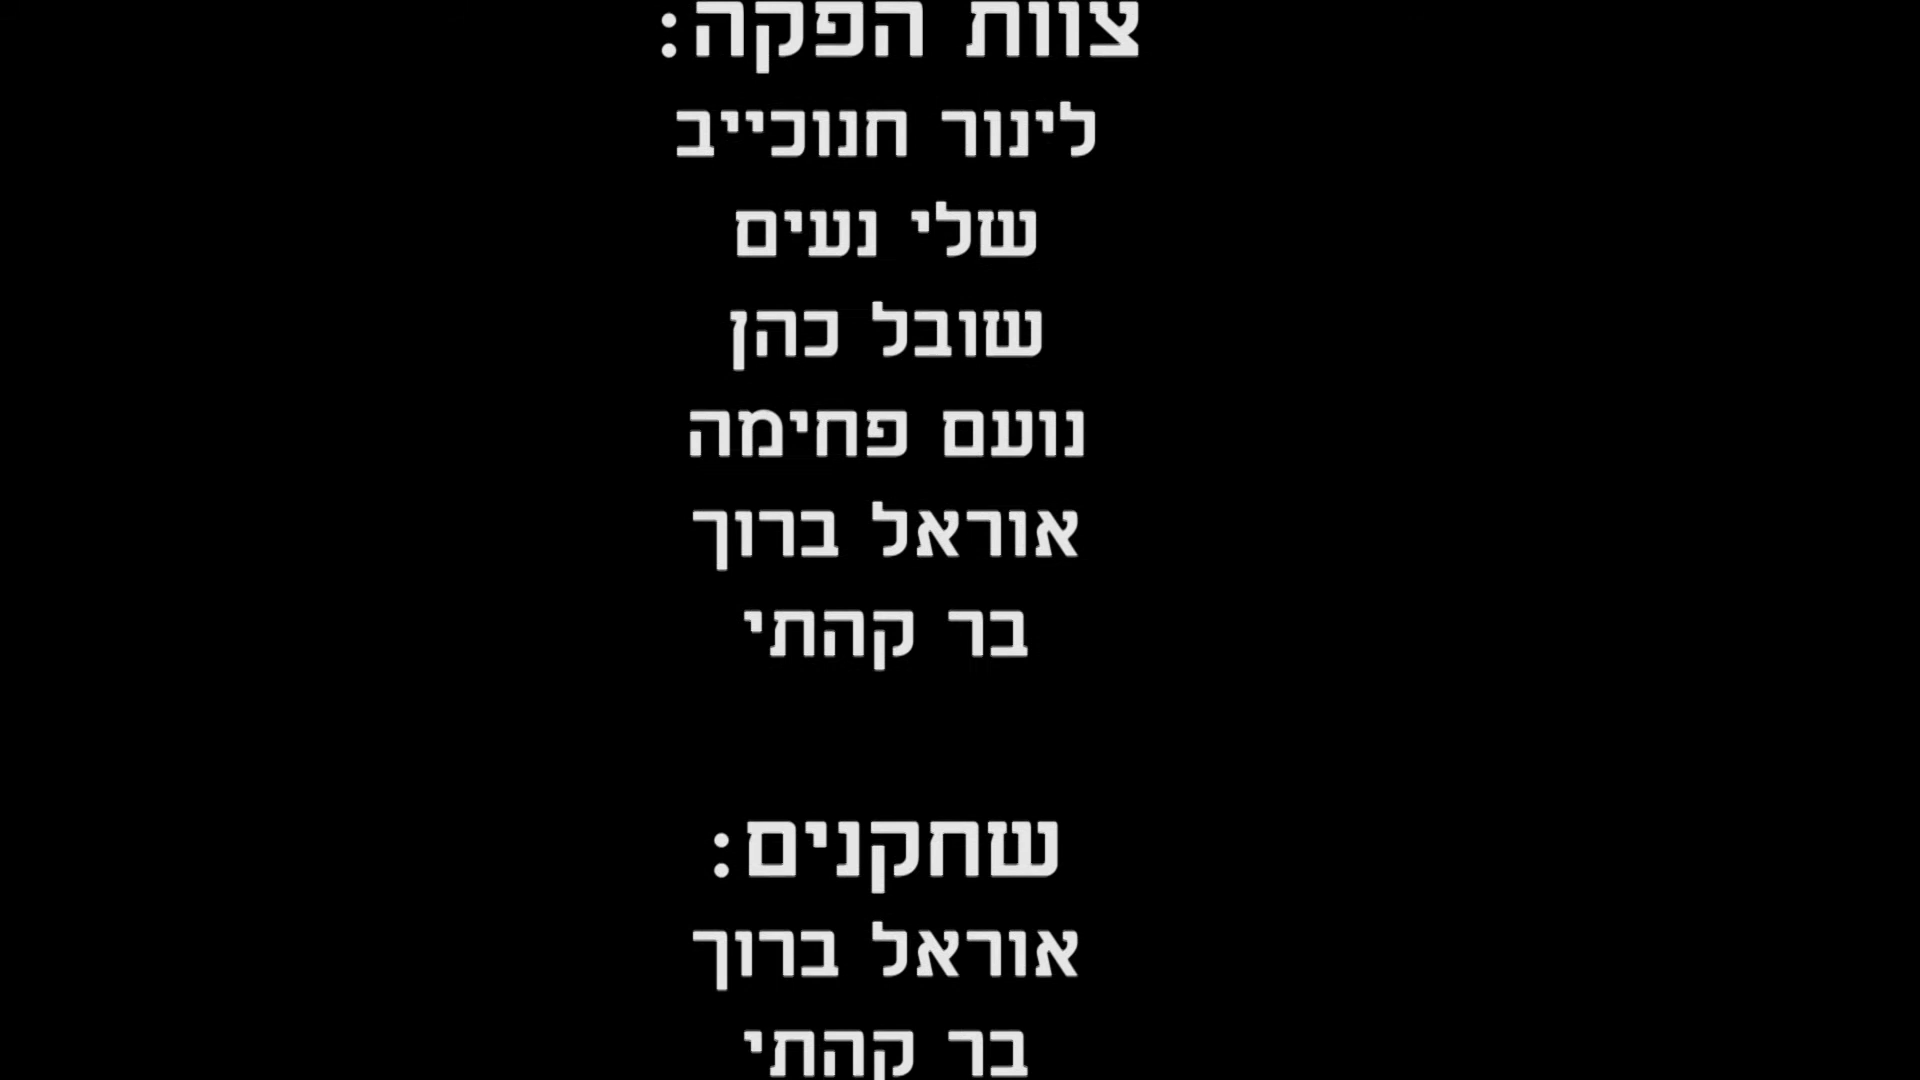 צוות הפקה:
לינור חנוכייב
שלי נעים
שובל כהן
נועם פחימה
אוראל ברוך
בר קהתי
שחקנים:
אוראל ברוך
בר קהתי